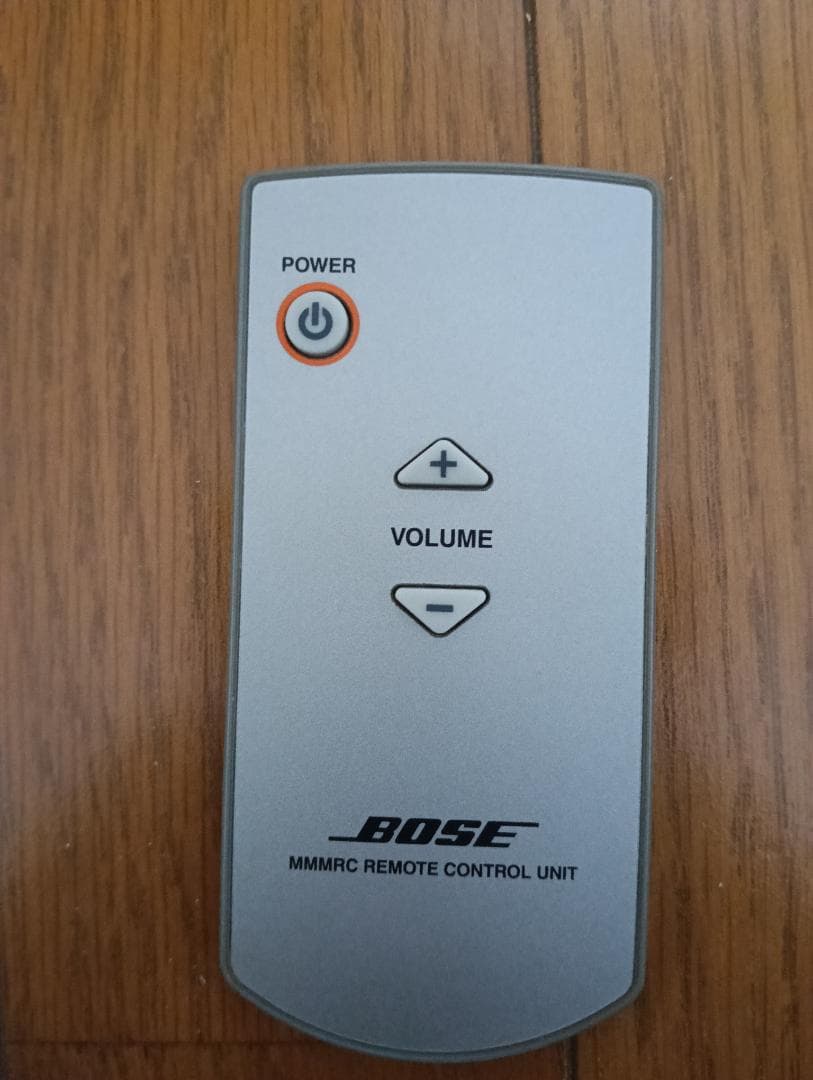 POWER
+
VOLUME
-
BOSE
MMMRC REMOTE CONTROL UNIT